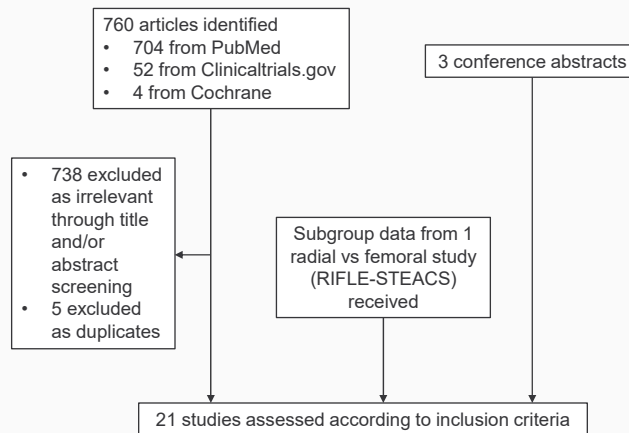 760 articles identified
• 704 from PubMed
• 52 from Clinicaltrials.gov
• 4 from Cochrane
3 conference abstracts
• 738 excluded
as irrelevant
through title
and/or
abstract
screening
• 5 excluded
as duplicates
Subgroup data from 1
radial vs femoral study
(RIFLE-STEACS)
received
21 studies assessed according to inclusion criteria